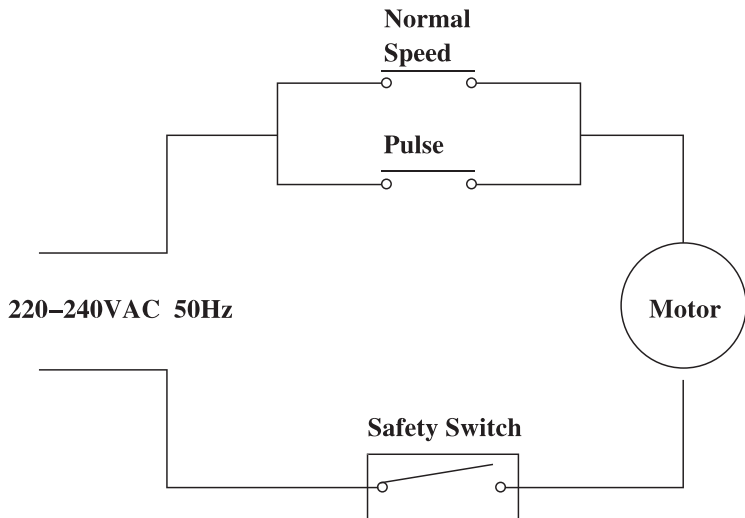 Normal
Speed
Pulse
220–240VAC 50Hz
Motor
Safety Switch